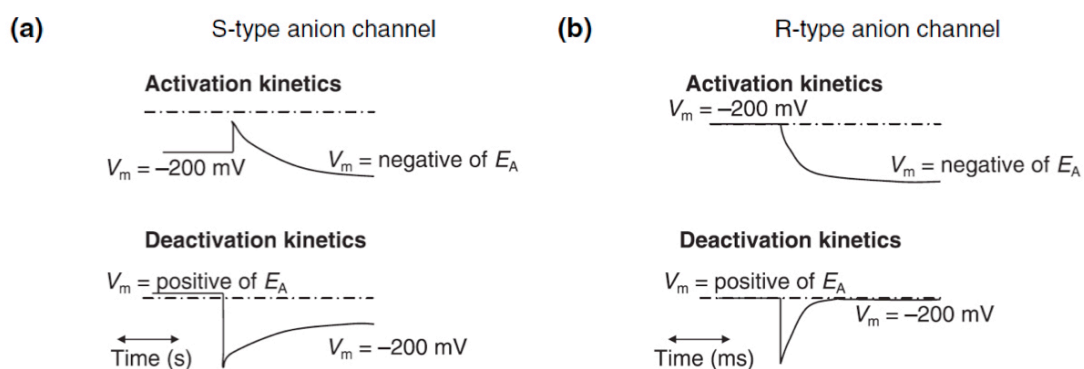 (a) S-type anion channel
Activation kinetics
Vm = –200 mV
Vm = negative of EA
Deactivation kinetics
Vm = positive of EA
Time (s)
Vm = –200 mV
(b) R-type anion channel
Activation kinetics
Vm = –200 mV
Vm = negative of EA
Deactivation kinetics
Vm = positive of EA
Vm = –200 mV
Time (ms)